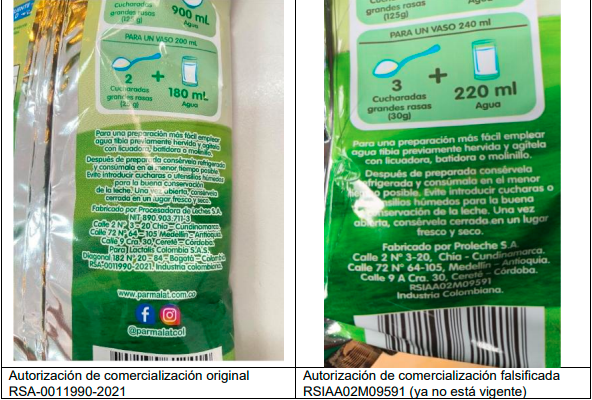 Cucharadas
grandes rasas
(125g)
900 mL
Agua
PARA UN VASO 200 ml
2
+
Cucharadas
grandes rasas
180 mL
Agua
Para una preparación más fácil emplear
agua tibia previamente hervida y agítela
con licuadora, batidora o molinillo.
Después de preparada consérvela refrigerada
y consúmala en el menor tiempo posible.
Evite introducir cucharas o utensilios húmedos
para la buena conservación
de la leche. Una vez abierta, consérvela
cerrada en un lugar, fresco y seco.
Fabricado por Procesadora de Leches S.A.
NIT 890.903.711-3
Calle 2 N° 3-20 Chía - Cundinamarca.
Calle 72 N° 64-105 Medellín - Antioquia.
Calle 9 Cra. 30, Cereté - Córdoba.
Para Lactalis Colombia S.A.S.
Diagonal 182 N° 20-84 - Bogotá - Colombia
RSA-0011990-2021. Industria colombiana.
www.parmalat.com.co
@parmalatcol
Cucharadas
grandes rasas
(125g)
Agua
PARA UN VASO 240 ml
3
+
Cucharadas
grandes rasas
(30g)
220 ml
Agua
Para una preparación más fácil emplear
agua tibia previamente hervida y agítela
con licuadora, batidora o molinillo.
Después de preparada consérvela
refrigerada y consúmala en el menor
posible. Evite introducir cucharas o
utensilios húmedos para la buena
conservación de la leche. Una vez
abierta, consérvela cerrada en un lugar
fresco y seco.
Fabricado por Proleche S.A
Calle 2 N° 3-20, Chia - Cundinamarca.
Calle 72 N° 64-105, Medellín - Antioquia.
Calle 9 A Cra. 30, Cereté - Córdoba.
RSIAA02M09591
Industria Colombiana.
Autorización de comercialización original
RSA-0011990-2021
Autorización de comercialización falsificada
RSIAA02M09591 (ya no está vigente)